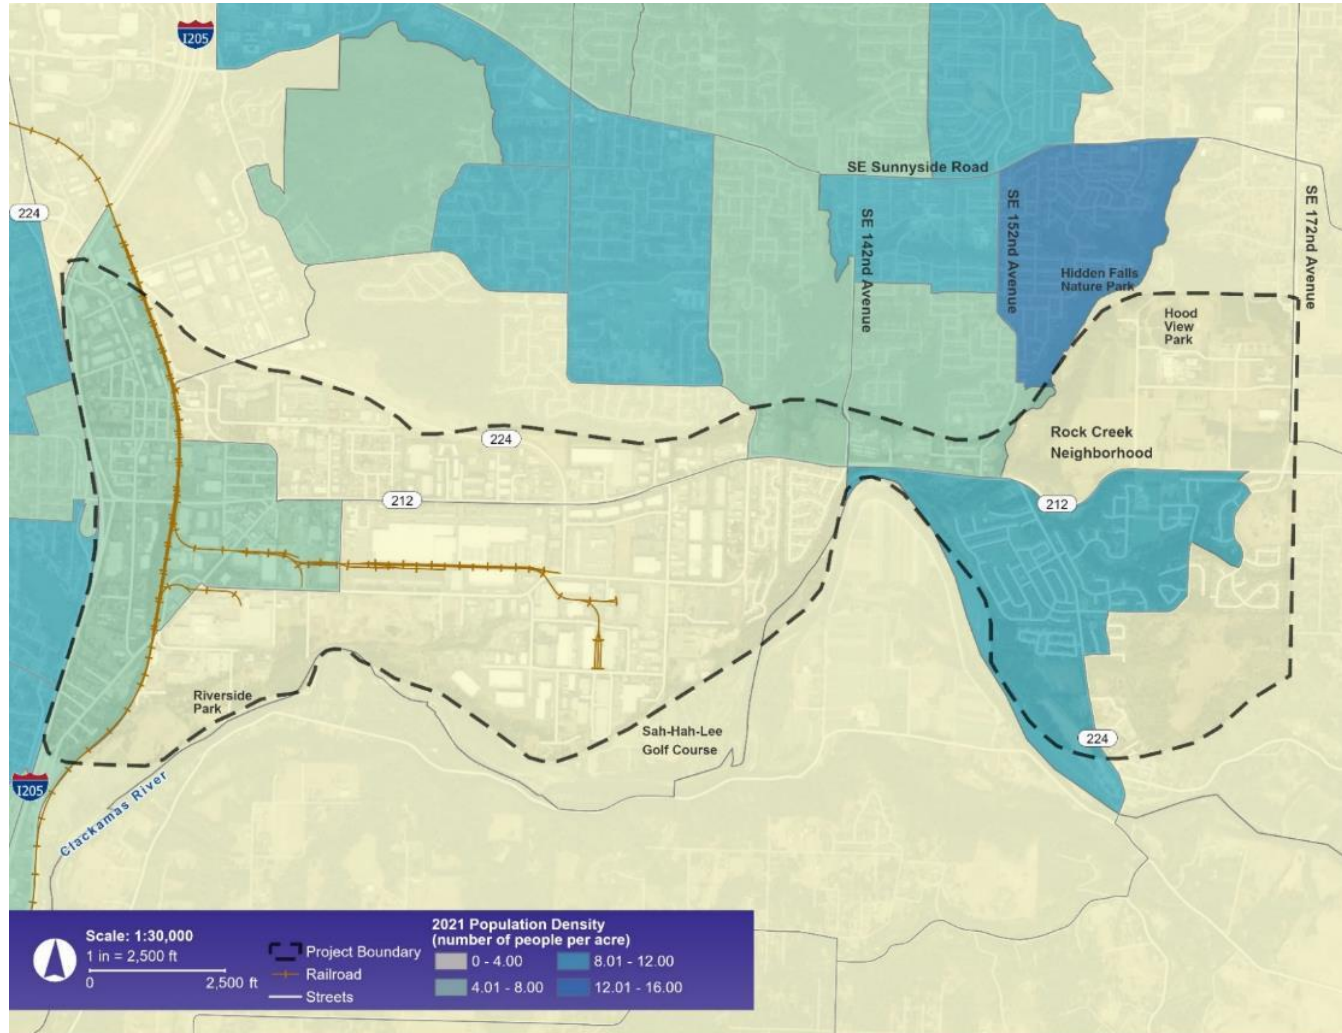 I205
SE Sunnyside Road
224
SE 142nd Avenue
SE 152nd Avenue
SE 172nd Avenue
Hidden Falls
Nature Park
Hood
View
Park
224
Rock Creek
Neighborhood
212
212
Riverside
Park
Sah-Hah-Lee
Golf Course
224
I205
Clackamas River
Scale: 1:30,000
1 in = 2,500 ft
0 2,500 ft
Project Boundary
Railroad
Streets
2021 Population Density
(number of people per acre)
0 - 4.00
4.01 - 8.00
8.01 - 12.00
12.01 - 16.00